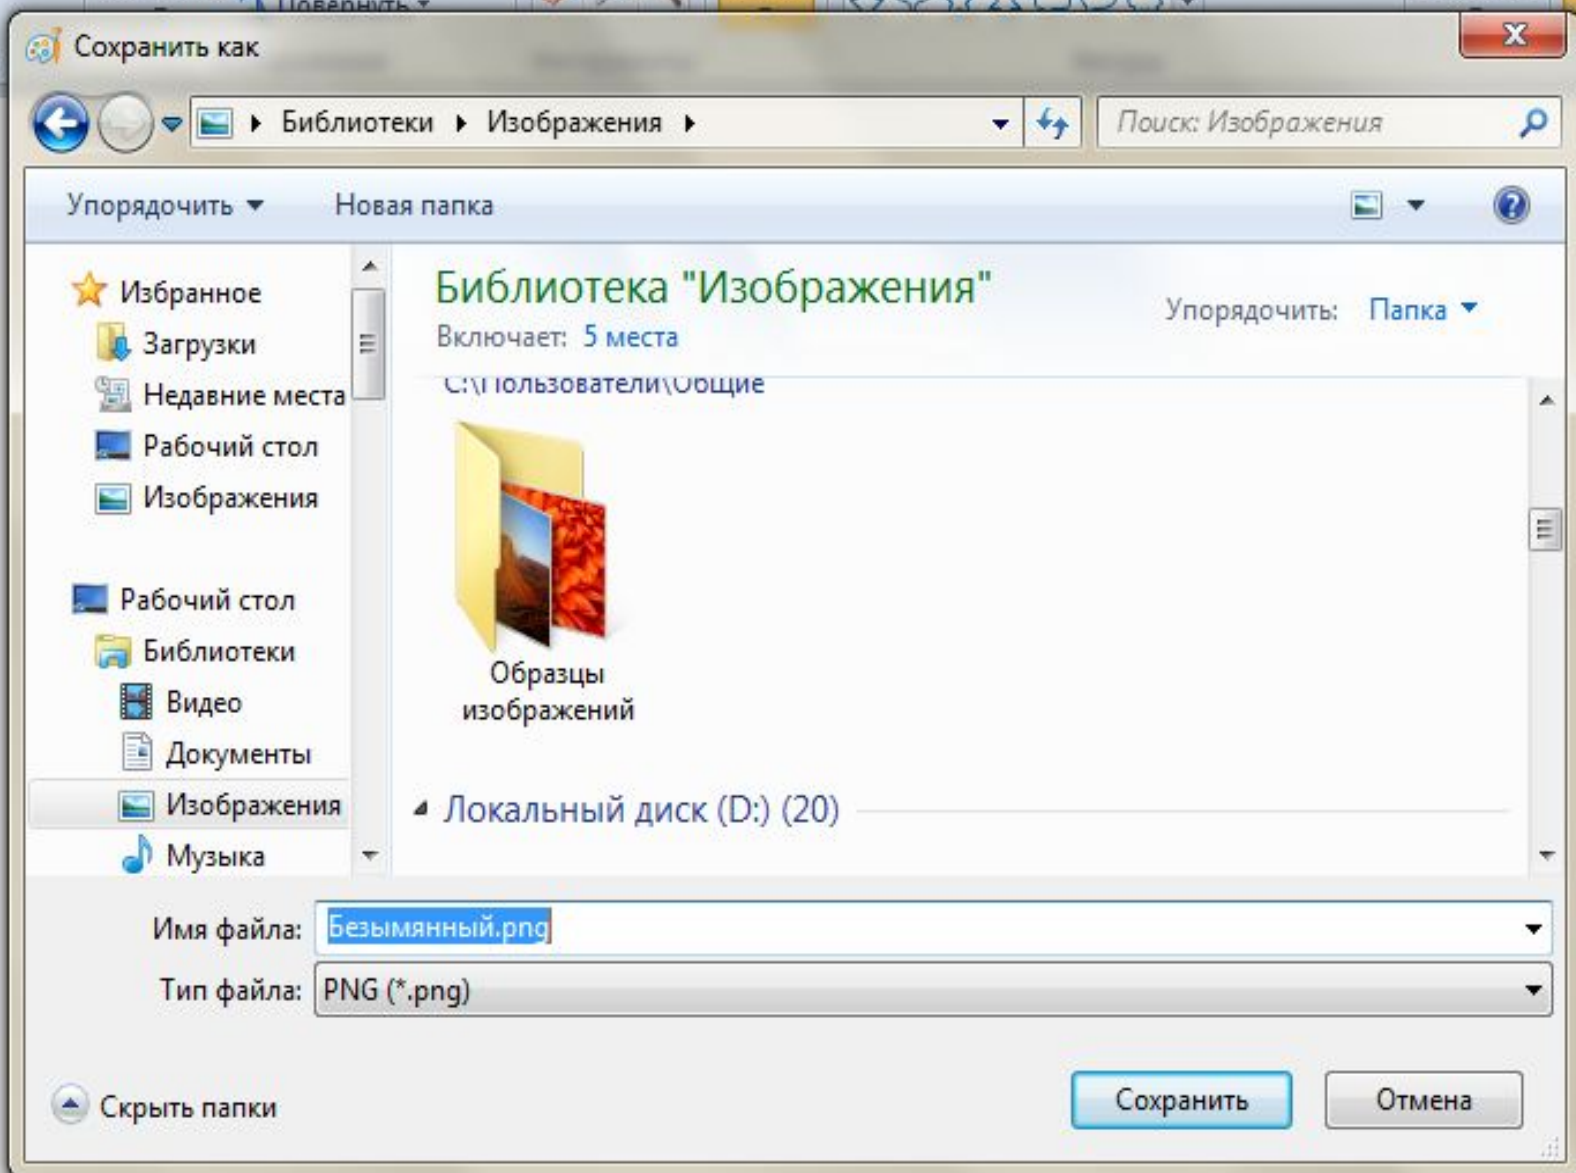 Повернуть
Сохранить как
Библиотеки Изображения
Поиск: Изображения
Упорядочить Новая папка
Избранное
Загрузки
Недавние места
Рабочий стол
Изображения
Рабочий стол
Библиотеки
Видео
Документы
Изображения
Музыка
Библиотека "Изображения"
Включает: 5 места
Упорядочить: Папка
C:\Пользователи\Общие
Образцы
изображений
Локальный диск (D:) (20)
Имя файла: Безымянный.png
Тип файла: PNG (*.png)
Скрыть папки
Сохранить
Отмена